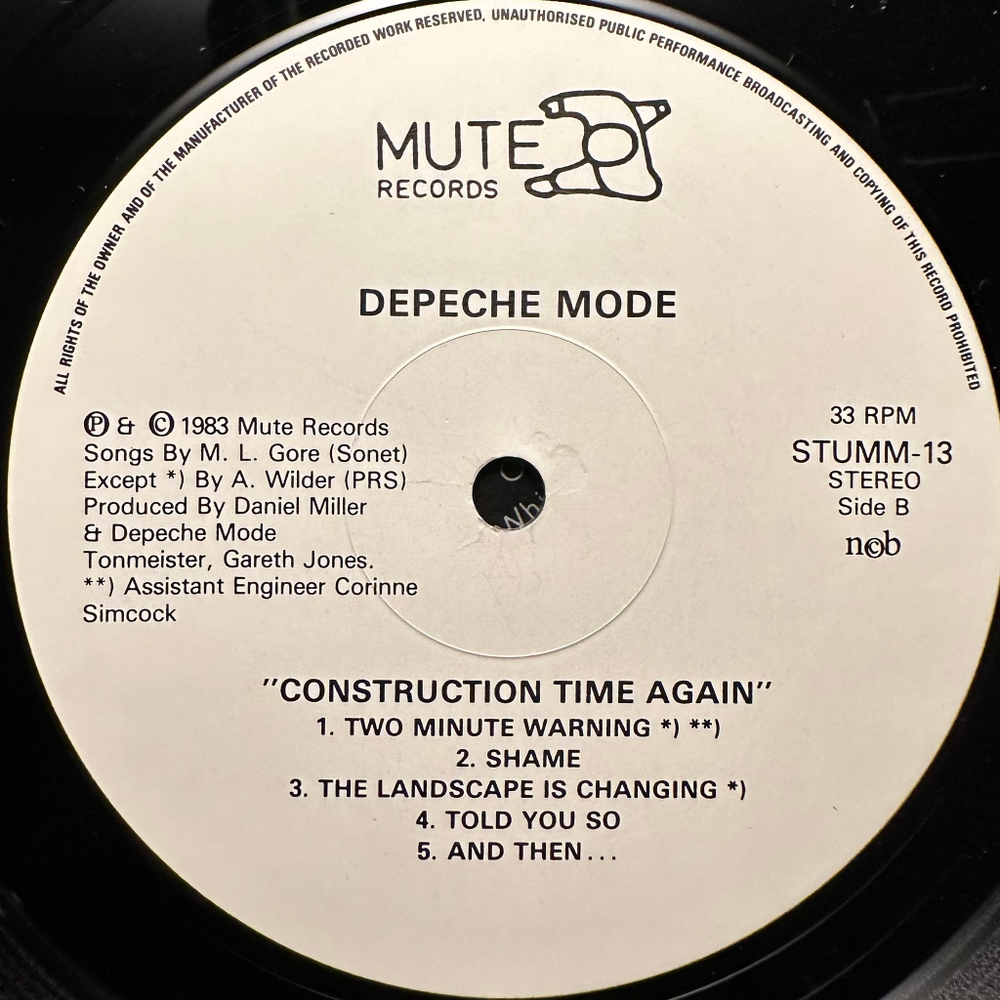 ALL RIGHTS OF THE OWNER AND OF THE MANUFACTURER OF THE RECORDED WORK RESERVED, UNAUTHORISED PUBLIC PERFORMANCE BROADCASTING AND COPYING OF THIS RECORD PROHIBITED
MUTE
RECORDS
DEPECHE MODE
Ⓟ & © 1983 Mute Records
Songs By M. L. Gore (Sonet)
Except *) By A. Wilder (PRS)
Produced By Daniel Miller
& Depeche Mode
Tonmeister, Gareth Jones.
**) Assistant Engineer Corinne
Simcock
33 RPM
STUMM-13
STEREO
Side B
n©b
"CONSTRUCTION TIME AGAIN"
1. TWO MINUTE WARNING *) **)
2. SHAME
3. THE LANDSCAPE IS CHANGING *)
4. TOLD YOU SO
5. AND THEN...